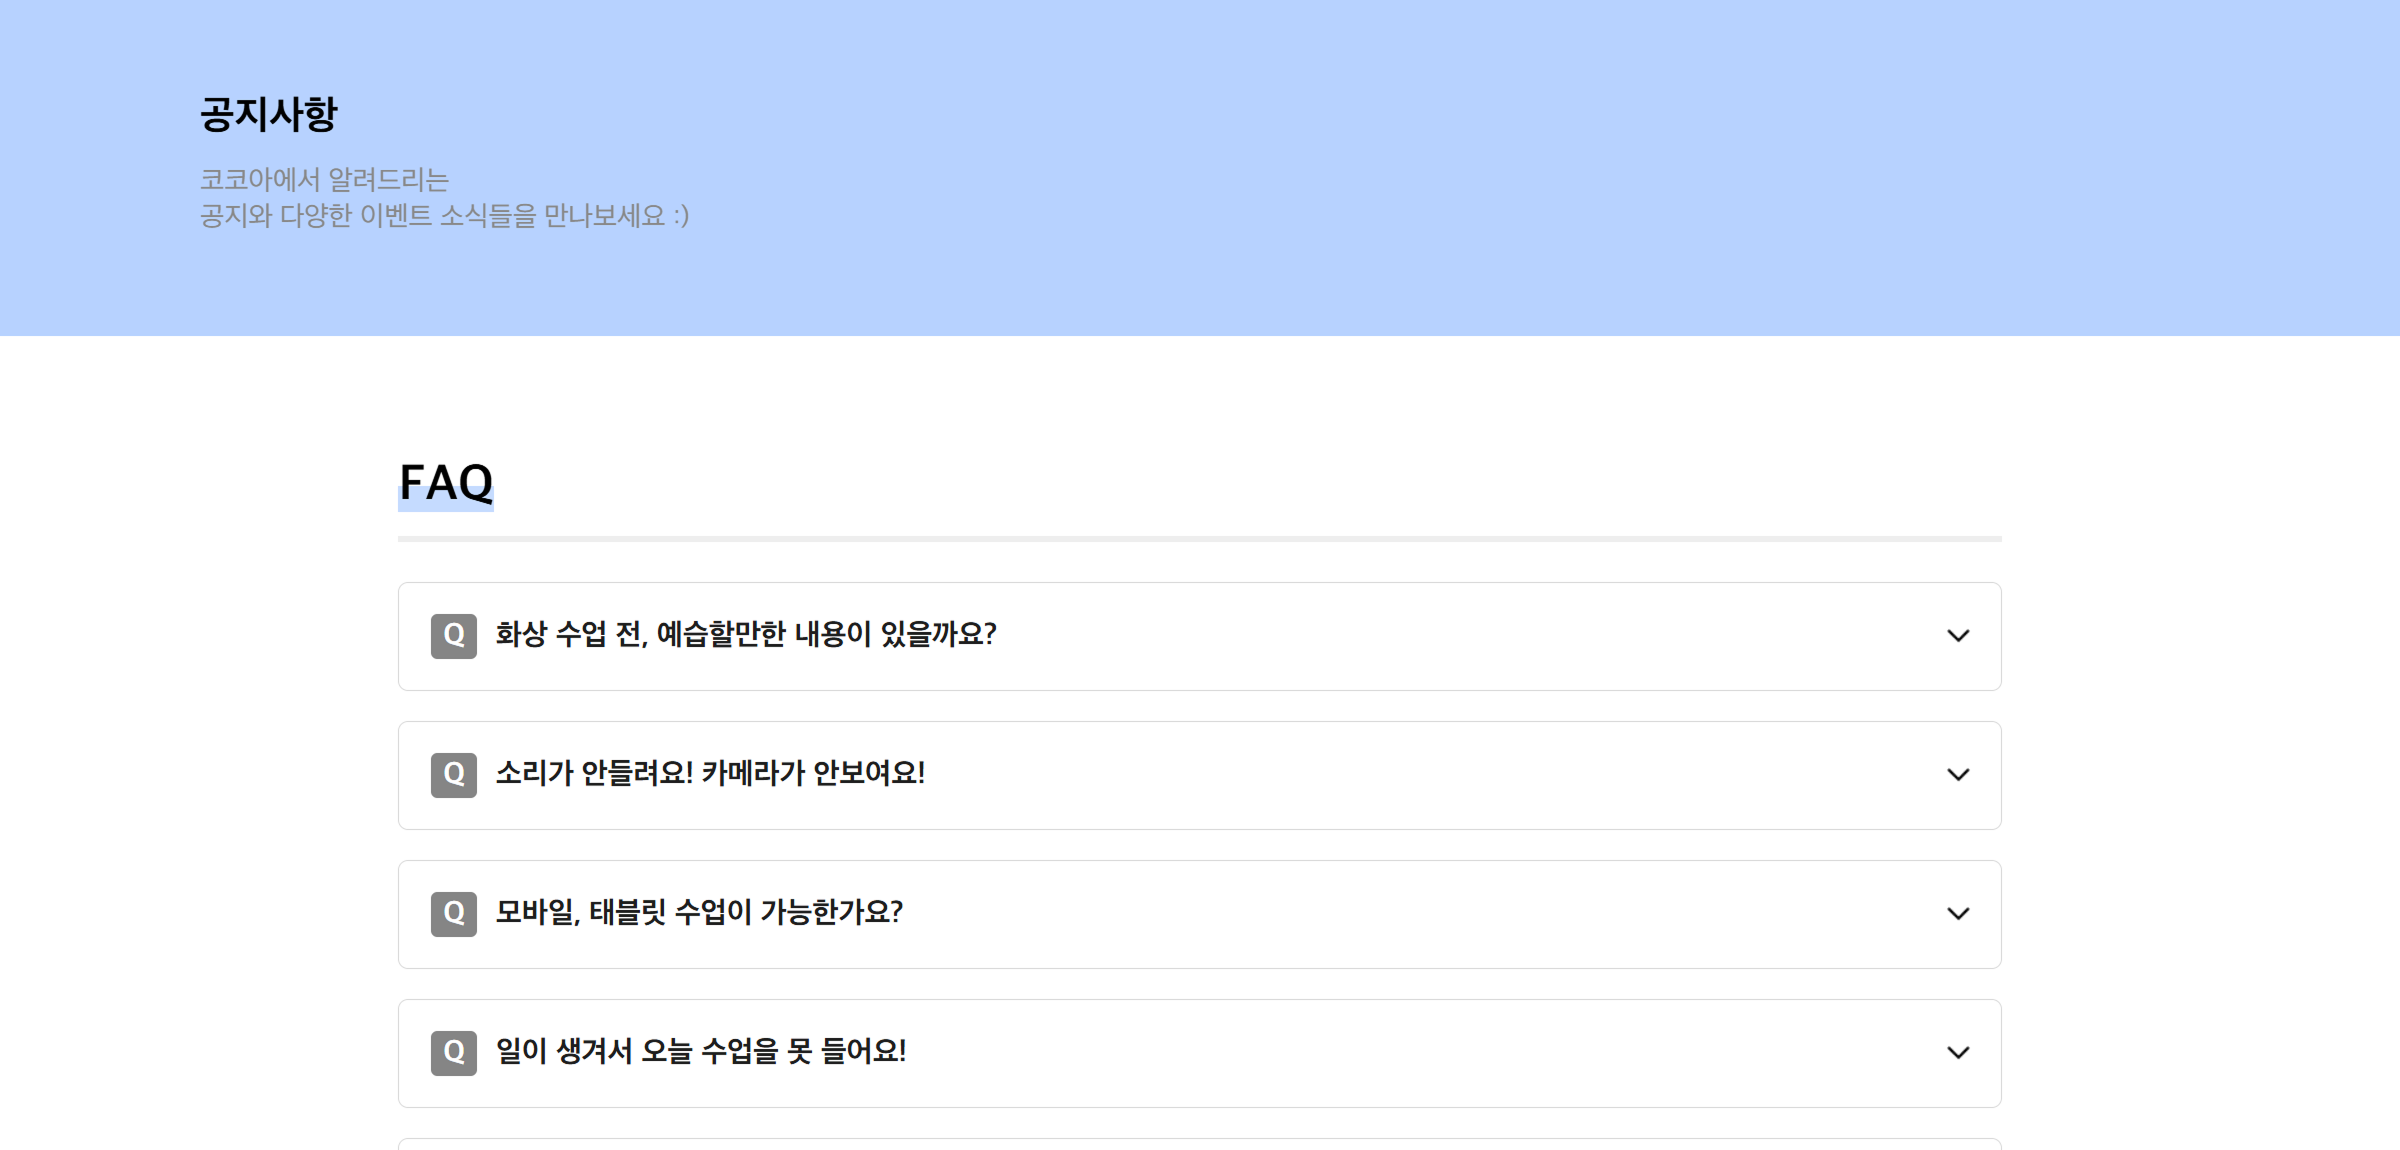 공지사항
코코아에서 알려드리는
공지와 다양한 이벤트 소식들을 만나보세요 :)
FAQ
Q 화상 수업 전, 예습할만한 내용이 있을까요?
Q 소리가 안들려요! 카메라가 안보여요!
Q 모바일, 태블릿 수업이 가능한가요?
Q 일이 생겨서 오늘 수업을 못 들어요!